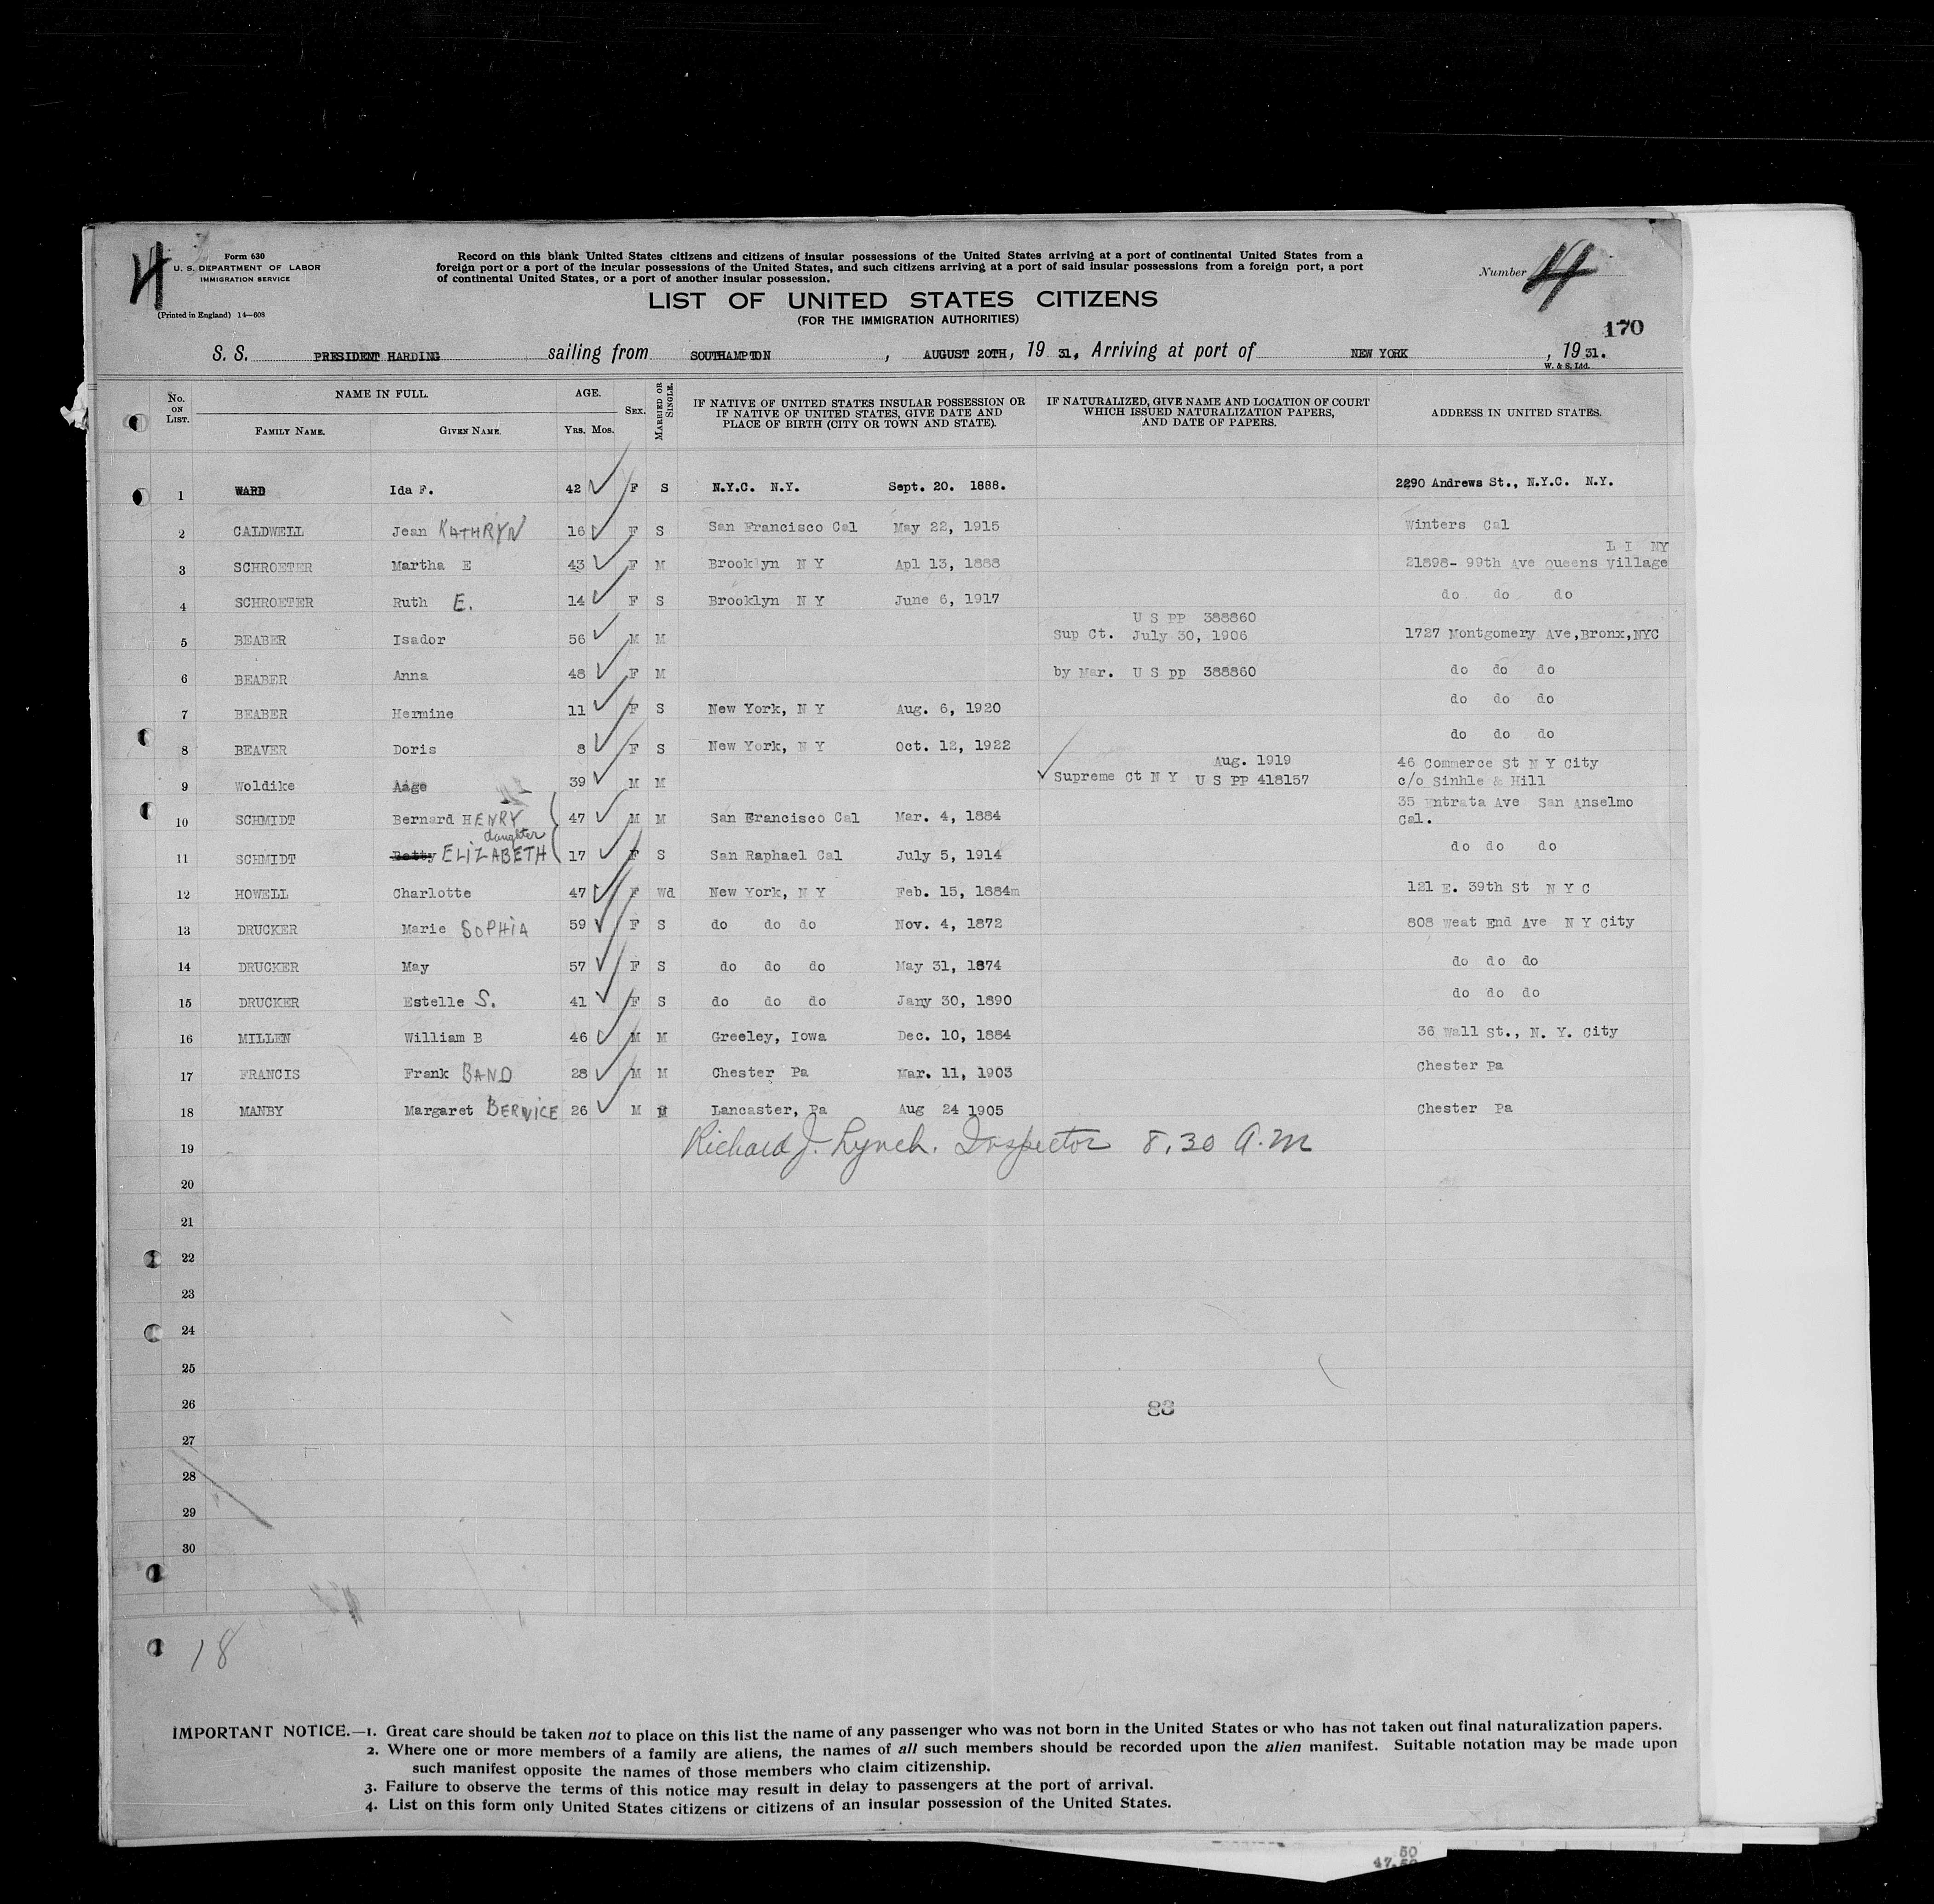 4
Form 630
U. S. DEPARTMENT OF LABOR
IMMIGRATION SERVICE
(Printed in England) 14—608
Record on this blank United States citizens and citizens of insular possessions of the United States arriving at a port of continental United States from a
foreign port or a port of the insular possessions of the United States, and such citizens arriving at a port of said insular possessions from a foreign port, a port
of continental United States, or a port of another insular possession.
LIST OF UNITED STATES CITIZENS
(FOR THE IMMIGRATION AUTHORITIES)
Number 4
170
S. S. PRESIDENT HARDING sailing from SOUTHAMPTON, AUGUST 20TH, 19 31, Arriving at port of NEW YORK, 19 31.
W. & S. Ltd.
No. ON LIST. NAME IN FULL. FAMILY NAME. GIVEN NAME. AGE. YRS. MOS. SEX. MARRIED OR SINGLE. IF NATIVE OF UNITED STATES INSULAR POSSESSION OR IF NATIVE OF UNITED STATES, GIVE DATE AND PLACE OF BIRTH (CITY OR TOWN AND STATE). IF NATURALIZED, GIVE NAME AND LOCATION OF COURT WHICH ISSUED NATURALIZATION PAPERS, AND DATE OF PAPERS. ADDRESS IN UNITED STATES.
1 WARD Ida F. 42 F S N.Y.C. N.Y. Sept. 20. 1888. 2290 Andrews St., N.Y.C. N.Y.
2 CALDWELL Jean KATHRYN 16 F S San Francisco Cal May 22, 1915 Winters Cal
L I NY
3 SCHROETER Martha E 43 F M Brooklyn N Y Apl 13, 1888 21898- 99th Ave Queens Village
4 SCHROETER Ruth E. 14 F S Brooklyn N Y June 6, 1917 do do do
U S PP 388860
5 BEABER Isador 56 M M Sup Ct. July 30, 1906 1727 Montgomery Ave,Bronx,NYC
6 BEABER Anna 48 F M by Mar. U S pp 388860 do do do
7 BEABER Hermine 11 F S New York, N Y Aug. 6, 1920 do do do
8 BEAVER Doris 8 F S New York, N Y Oct. 12, 1922 do do do
Aug. 1919 46 Commerce St N Y City
9 Woldike Aage 39 M M Supreme Ct N Y U S PP 418157 c/o Sinhle & Hill
35 Entrata Ave San Anselmo
10 SCHMIDT Bernard HENRY 47 M M San Francisco Cal Mar. 4, 1884 Cal.
daughter
11 SCHMIDT Betty ELIZABETH 17 F S San Raphael Cal July 5, 1914 do do do
12 HOWELL Charlotte 47 F Wd New York, N Y Feb. 15, 1884m 121 E. 39th St N Y C
13 DRUCKER Marie SOPHIA 59 F S do do do Nov. 4, 1872 808 Weat End Ave N Y City
14 DRUCKER May 57 F S do do do May 31, 1874 do do do
15 DRUCKER Estelle S. 41 F S do do do Jany 30, 1890 do do do
16 MILLEN William B 46 M M Greeley, Iowa Dec. 10, 1884 36 Wall St., N. Y. City
17 FRANCIS Frank BAND 28 M M Chester Pa Mar. 11, 1903 Chester Pa
18 MANBY Margaret BERNICE 26 M M Lancaster, Pa Aug 24 1905 Chester Pa
19 Richard J. Lynch. Inspector 8.30 A.M
20
21
22
23
24
25
26 83
27
28
29
30
18
IMPORTANT NOTICE.—1. Great care should be taken not to place on this list the name of any passenger who was not born in the United States or who has not taken out final naturalization papers.
2. Where one or more members of a family are aliens, the names of all such members should be recorded upon the alien manifest. Suitable notation may be made upon
such manifest opposite the names of those members who claim citizenship.
3. Failure to observe the terms of this notice may result in delay to passengers at the port of arrival.
4. List on this form only United States citizens or citizens of an insular possession of the United States.
50